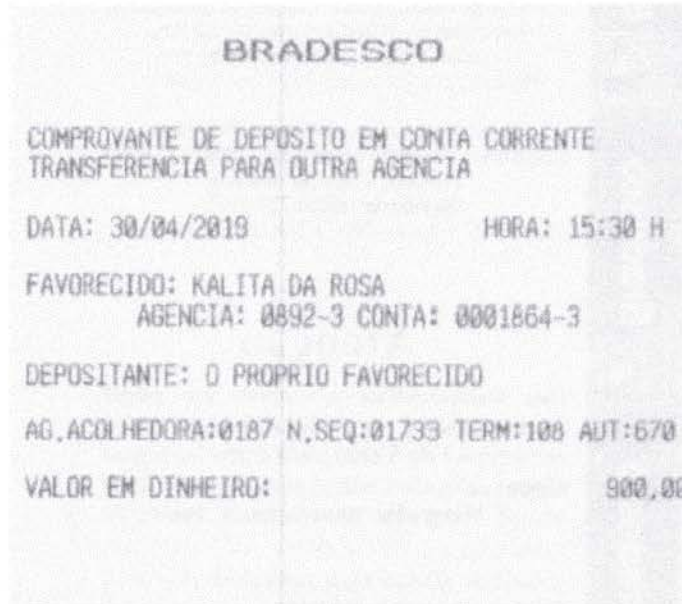 BRADESCO
COMPROVANTE DE DEPOSITO EM CONTA CORRENTE
TRANSFERENCIA PARA OUTRA AGENCIA
DATA: 30/04/2019 HORA: 15:30 H
FAVORECIDO: KALITA DA ROSA
AGENCIA: 0892-3 CONTA: 0001864-3
DEPOSITANTE: O PROPRIO FAVORECIDO
AG.ACOLHEDORA:0187 N.SEQ:01733 TERM:108 AUT:670
VALOR EM DINHEIRO: 900,00